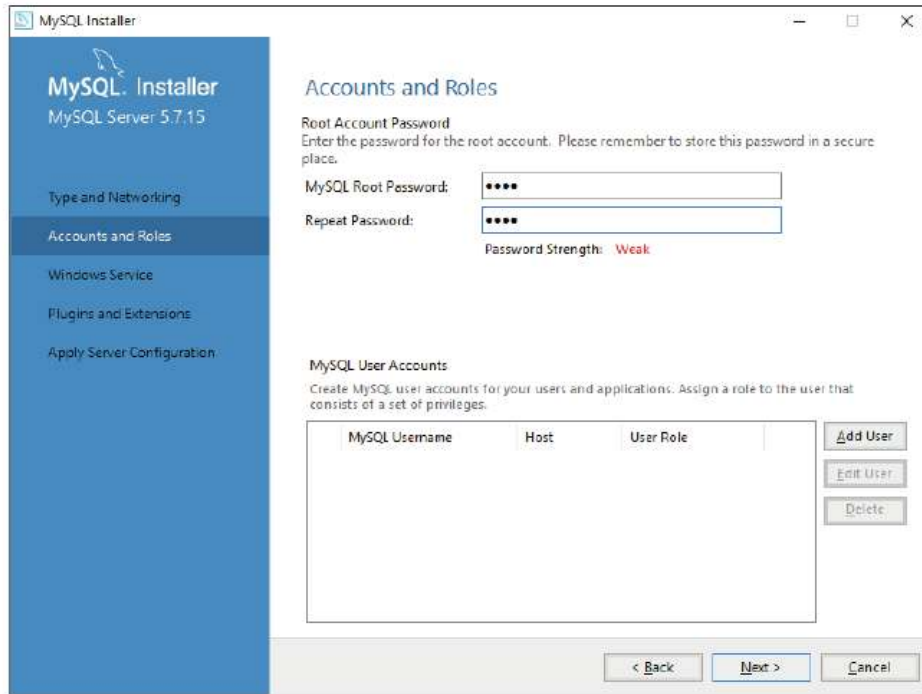 MySQL Installer
MySQL. Installer
MySQL Server 5.7.15
Type and Networking
Accounts and Roles
Windows Service
Plugins and Extensions
Apply Server Configuration
Accounts and Roles
Root Account Password
Enter the password for the root account. Please remember to store this password in a secure
place.
MySQL Root Password: ●●●●
Repeat Password: ●●●●
Password Strength: Weak
MySQL User Accounts
Create MySQL user accounts for your users and applications. Assign a role to the user that
consists of a set of privileges.
MySQL Username Host User Role
Add User
Edit User
Delete
< Back Next > Cancel